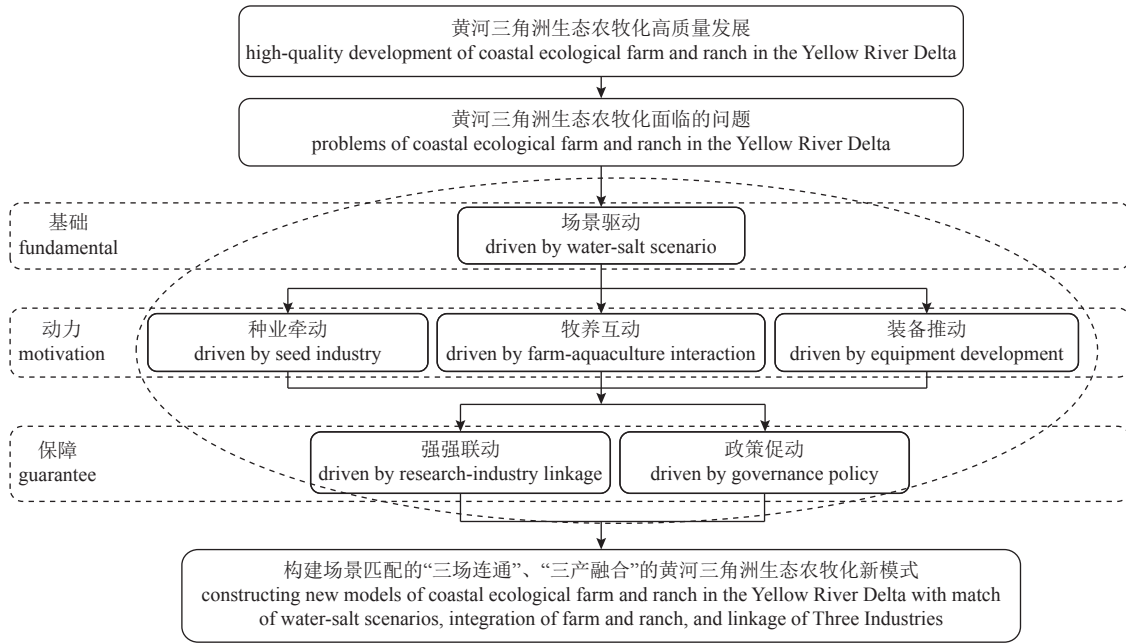 黄河三角洲生态农牧化高质量发展
high-quality development of coastal ecological farm and ranch in the Yellow River Delta
黄河三角洲生态农牧化面临的问题
problems of coastal ecological farm and ranch in the Yellow River Delta
基础
fundamental
场景驱动
driven by water-salt scenario
动力
motivation
种业牵动
driven by seed industry
牧养互动
driven by farm-aquaculture interaction
装备推动
driven by equipment development
保障
guarantee
强强联动
driven by research-industry linkage
政策促动
driven by governance policy
构建场景匹配的“三场连通”、“三产融合”的黄河三角洲生态农牧化新模式
constructing new models of coastal ecological farm and ranch in the Yellow River Delta with match
of water-salt scenarios, integration of farm and ranch, and linkage of Three Industries